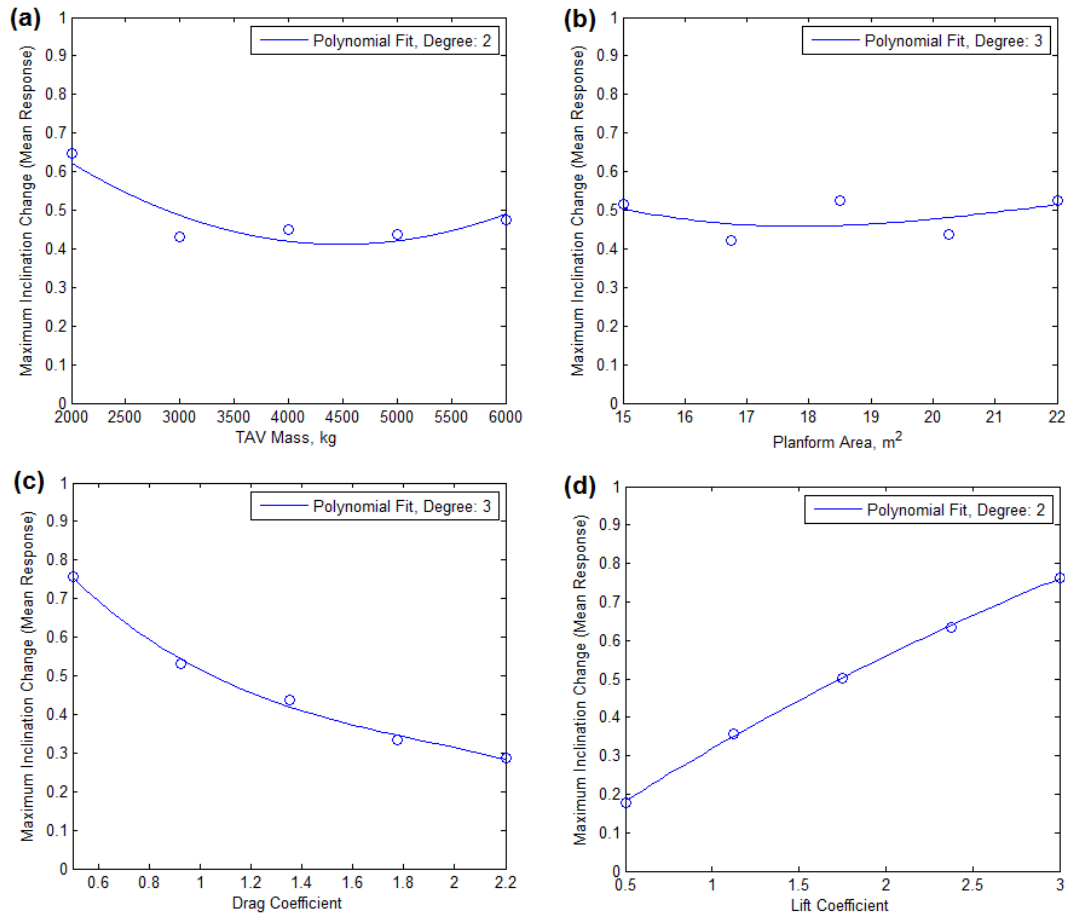 (a)
Polynomial Fit, Degree: 2
Maximum Inclination Change (Mean Response)
1
0.9
0.8
0.7
0.6
0.5
0.4
0.3
0.2
0.1
0
2000 2500 3000 3500 4000 4500 5000 5500 6000
TAV Mass, kg
(b)
Polynomial Fit, Degree: 3
Maximum Inclination Change (Mean Response)
1
0.9
0.8
0.7
0.6
0.5
0.4
0.3
0.2
0.1
0
15 16 17 18 19 20 21 22
Planform Area, m²
(c)
Polynomial Fit, Degree: 3
Maximum Inclination Change (Mean Response)
1
0.9
0.8
0.7
0.6
0.5
0.4
0.3
0.2
0.1
0
0.6 0.8 1 1.2 1.4 1.6 1.8 2 2.2
Drag Coefficient
(d)
Polynomial Fit, Degree: 2
Maximum Inclination Change (Mean Response)
1
0.9
0.8
0.7
0.6
0.5
0.4
0.3
0.2
0.1
0
0.5 1 1.5 2 2.5 3
Lift Coefficient